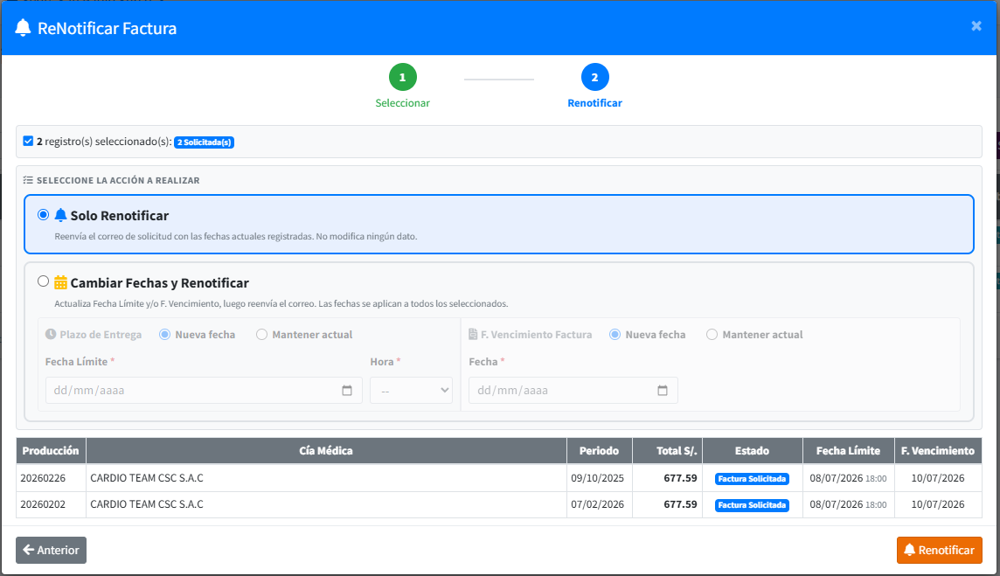 ReNotificar Factura
×
1
2
Seleccionar
Renotificar
2 registro(s) seleccionado(s): 2 Solicitada(s)
SELECCIONE LA ACCIÓN A REALIZAR
Solo Renotificar
Reenvía el correo de solicitud con las fechas actuales registradas. No modifica ningún dato.
Cambiar Fechas y Renotificar
Actualiza Fecha Límite y/o F. Vencimiento, luego reenvía el correo. Las fechas se aplican a todos los seleccionados.
Plazo de Entrega Nueva fecha Mantener actual F. Vencimiento Factura Nueva fecha Mantener actual
Fecha Límite * Hora * Fecha *
dd/mm/aaaa -- dd/mm/aaaa
Producción Cía Médica Periodo Total S/. Estado Fecha Límite F. Vencimiento
20260226 CARDIO TEAM CSC S.A.C 09/10/2025 677.59 Factura Solicitada 08/07/2026 18:00 10/07/2026
20260202 CARDIO TEAM CSC S.A.C 07/02/2026 677.59 Factura Solicitada 08/07/2026 18:00 10/07/2026
Anterior Renotificar